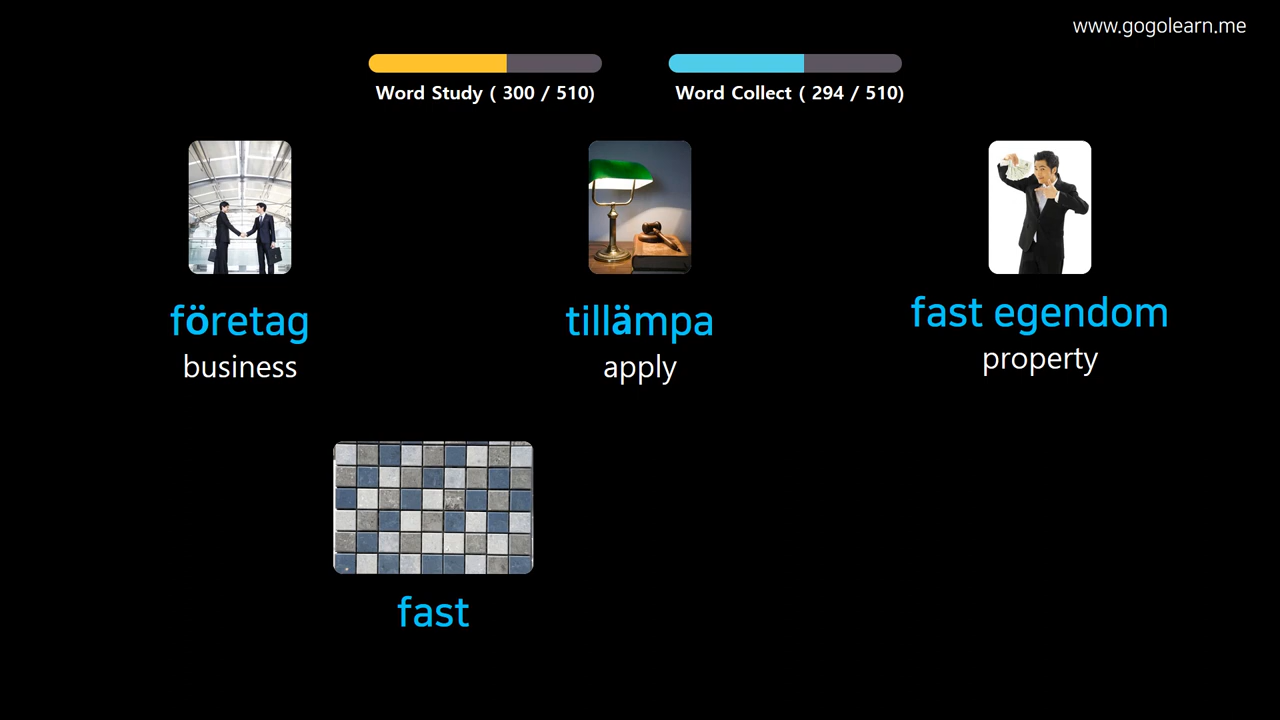 www.gogolearn.me
Word Study ( 300 / 510)
Word Collect ( 294 / 510)
företag
business
tillämpa
apply
fast egendom
property
fast